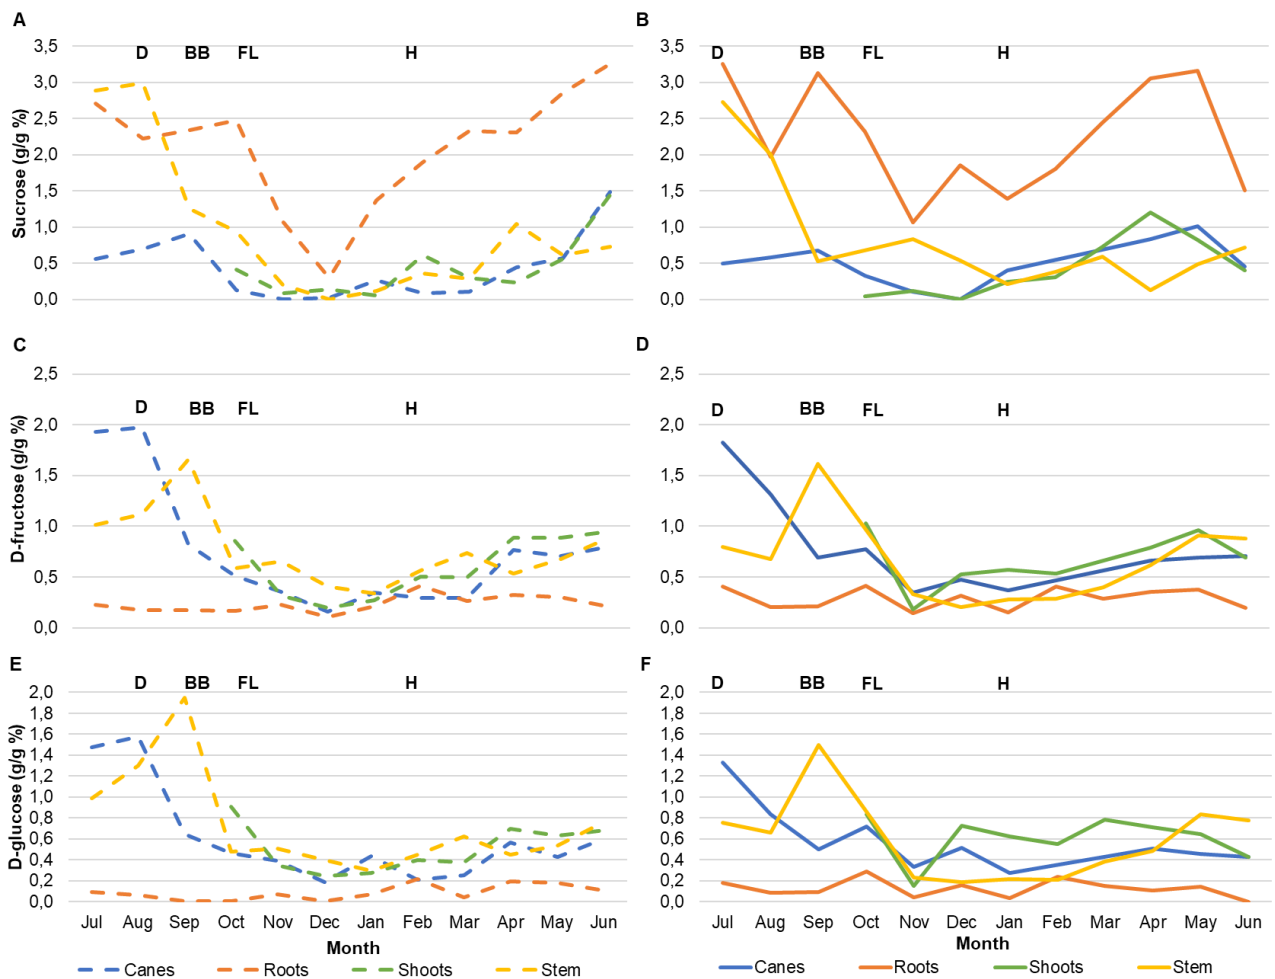 A
B
D BB FL H
D BB FL H
3,5
3,0
2,5
2,0
1,5
1,0
0,5
0,0
Sucrose (g/g %)
3,5
3,0
2,5
2,0
1,5
1,0
0,5
0,0
C
D
D BB FL H
D BB FL H
2,5
2,0
1,5
1,0
0,5
0,0
D-fructose (g/g %)
2,5
2,0
1,5
1,0
0,5
0,0
E
F
D BB FL H
D BB FL H
2,0
1,8
1,6
1,4
1,2
1,0
0,8
0,6
0,4
0,2
0,0
D-glucose (g/g %)
2,0
1,8
1,6
1,4
1,2
1,0
0,8
0,6
0,4
0,2
0,0
Jul Aug Sep Oct Nov Dec Jan Feb Mar Apr May Jun
Month
Canes Roots Shoots Stem
Jul Aug Sep Oct Nov Dec Jan Feb Mar Apr May Jun
Month
Canes Roots Shoots Stem